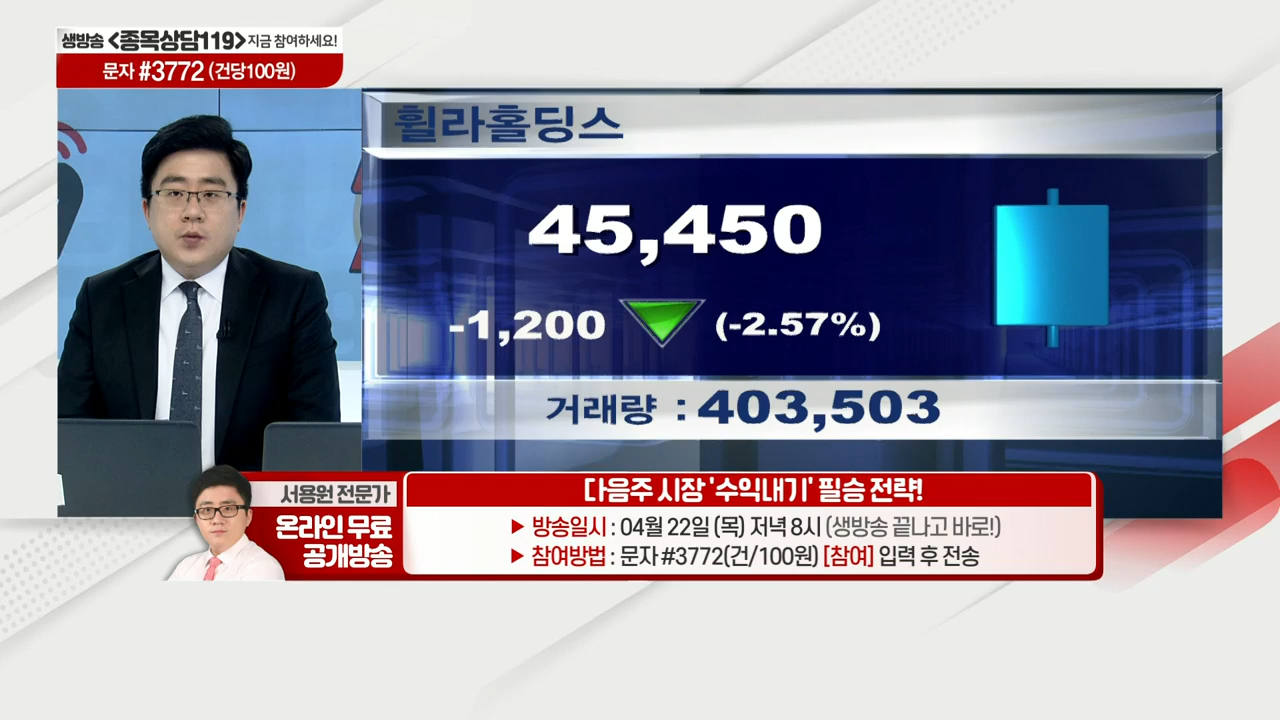 생방송 <종목상담119> 지금 참여하세요!
문자 #3772 (건당100원)
휠라홀딩스
45,450
-1,200 (-2.57%)
거래량 : 403,503
서용원 전문가
온라인 무료
공개방송
다음주 시장 '수익내기' 필승 전략!
▶ 방송일시 : 04월 22일 (목) 저녁 8시 (생방송 끝나고 바로!)
▶ 참여방법 : 문자 #3772(건/100원) [참여] 입력 후 전송